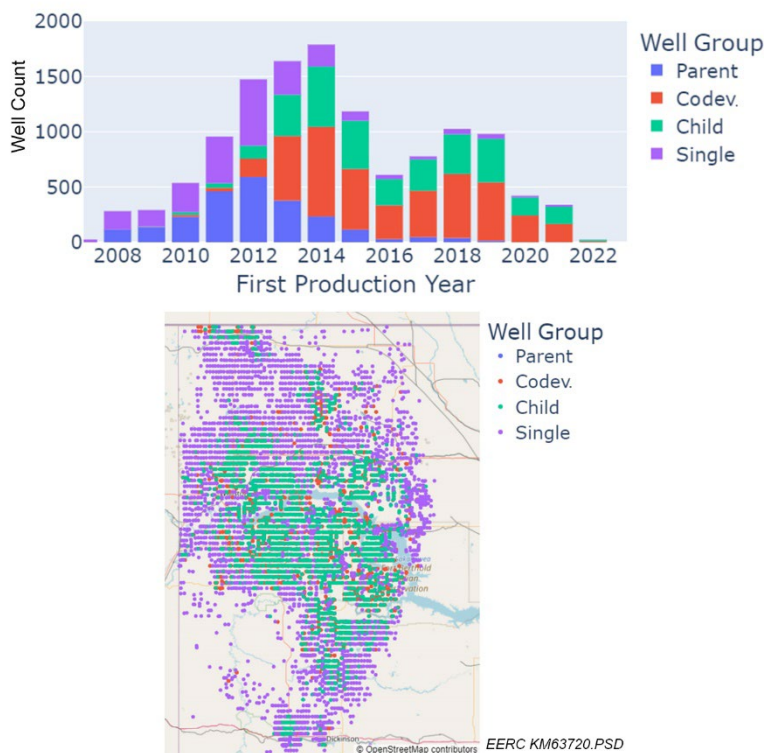 2000
1500
1000
500
0
Well Count
2008
2010
2012
2014
2016
2018
2020
2022
First Production Year
Well Group
Parent
Codev.
Child
Single
Well Group
Parent
Codev.
Child
Single
Dickinson
© OpenStreetMap contributors
EERC KM63720.PSD